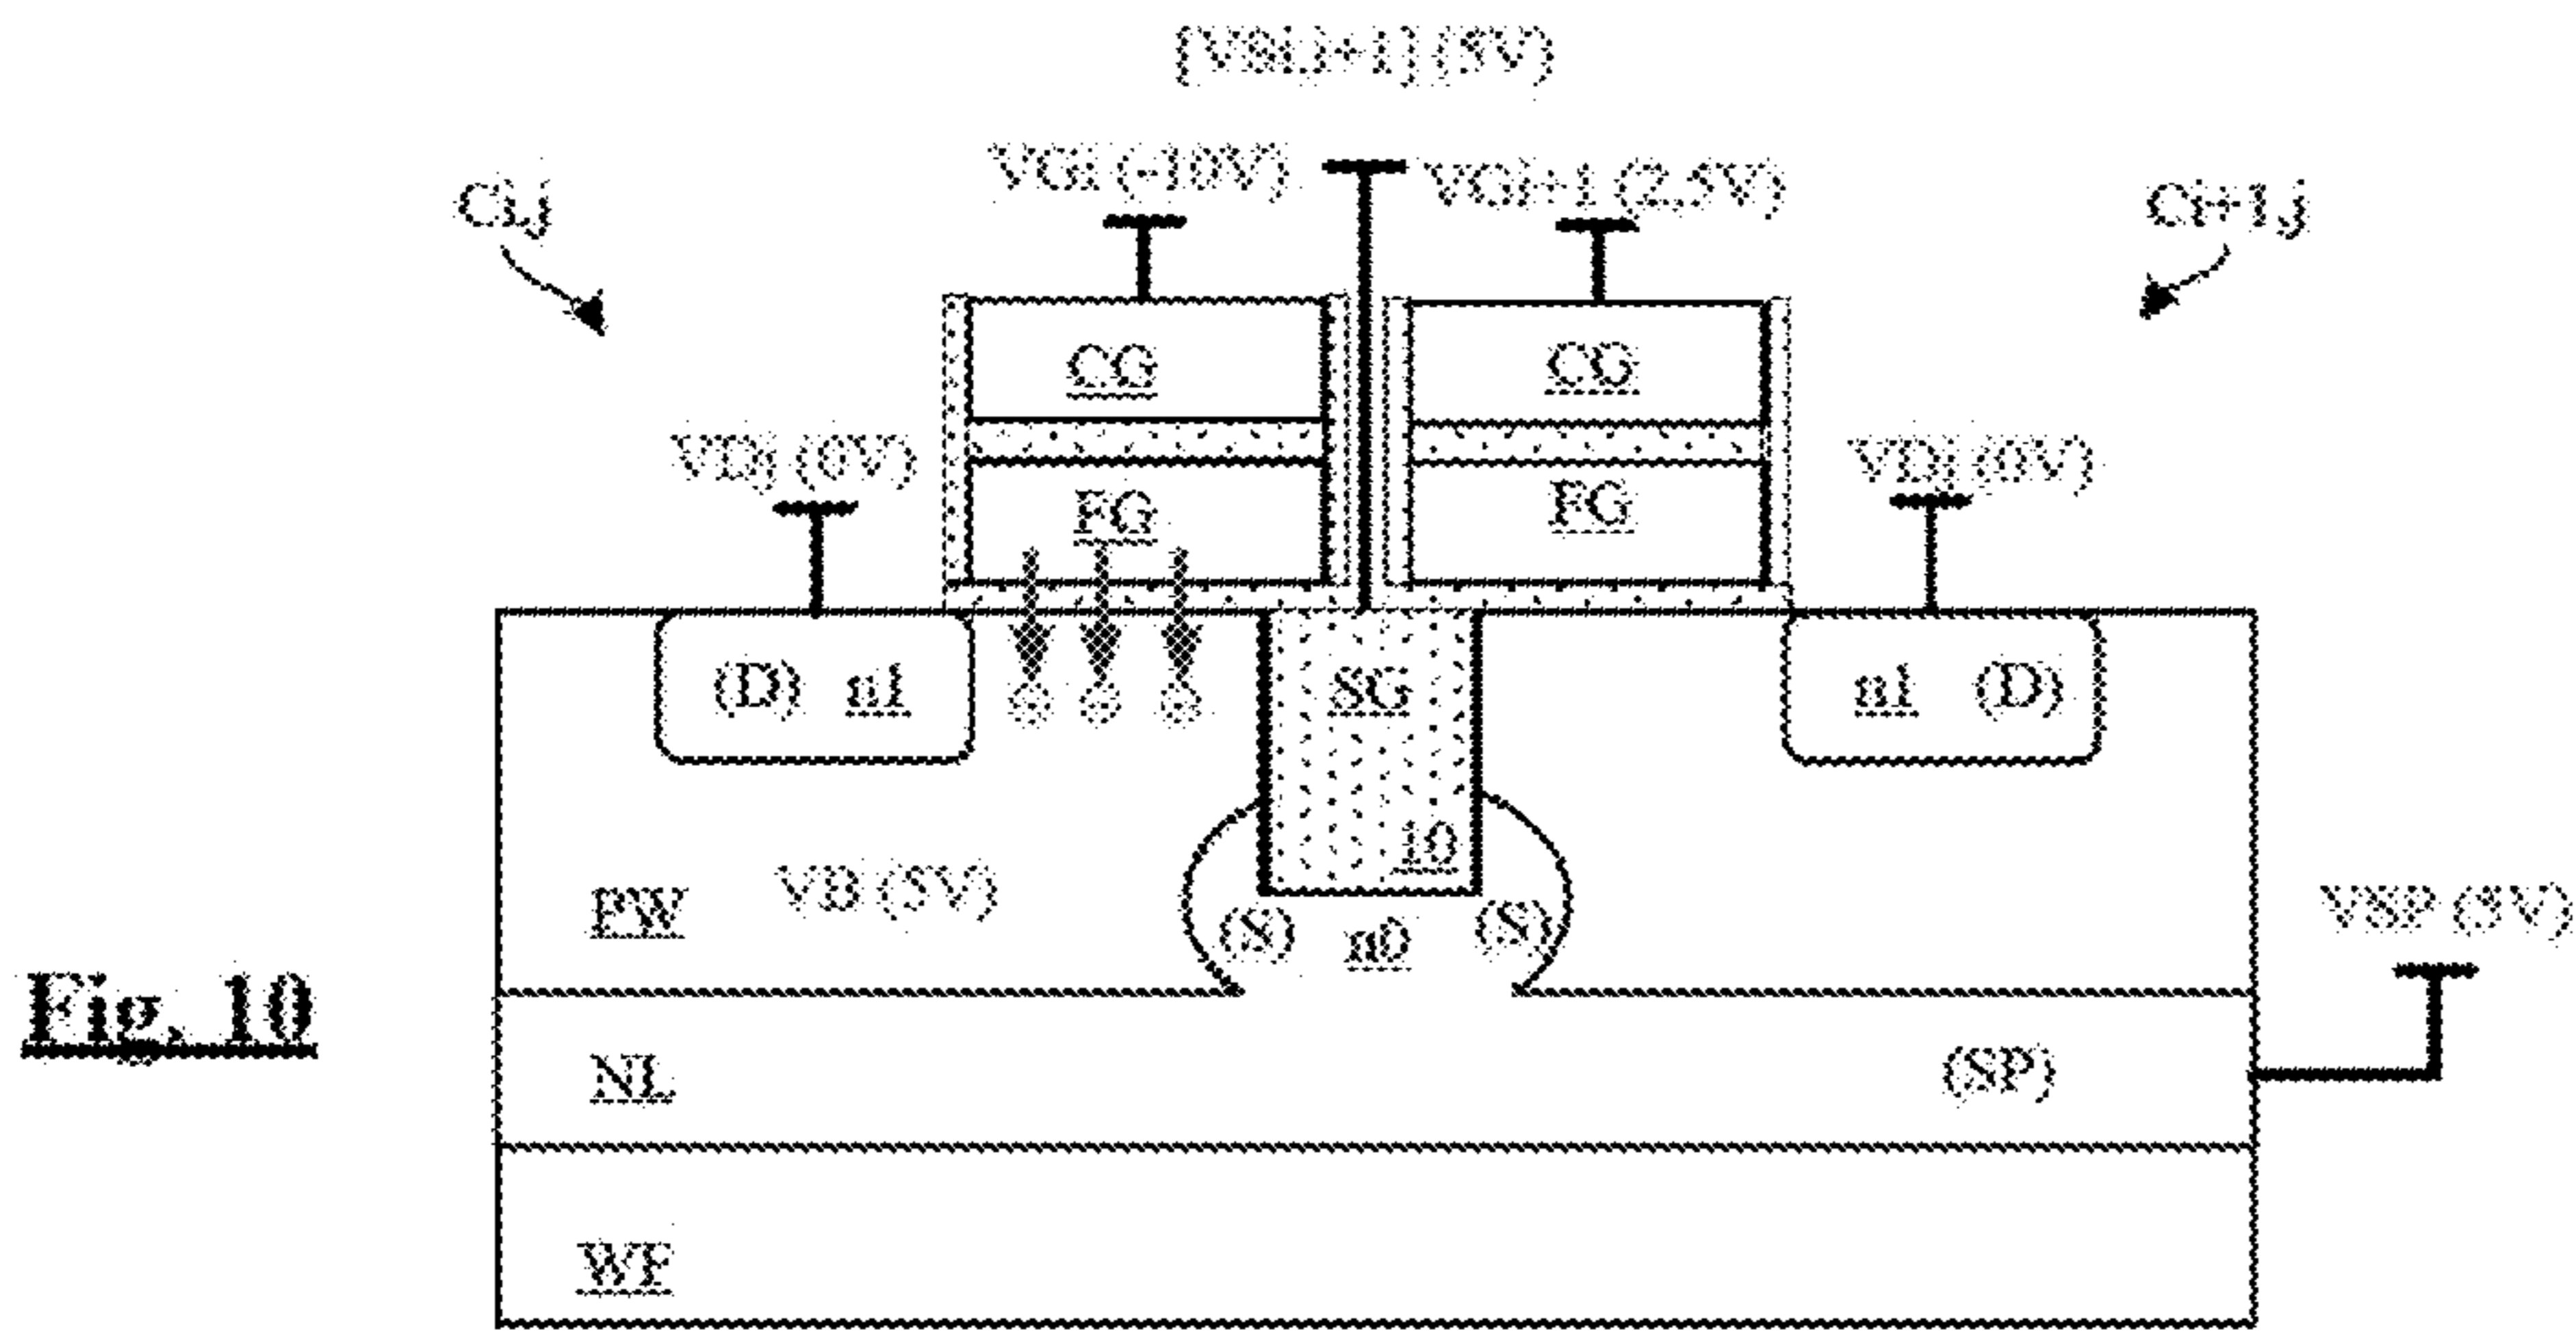 [VSi,i+1] (5V)
VGi (-10V)
VGi+1 (2.5V)
Ci,j
Ci+1,j
CG
CG
VDj (0V)
VDj (0V)
FG
FG
(D) n1
SG
n1 (D)
10
PW
VB (5V)
(S)
n0
(S)
VSP (5V)
Fig. 10
NL
(SP)
WF